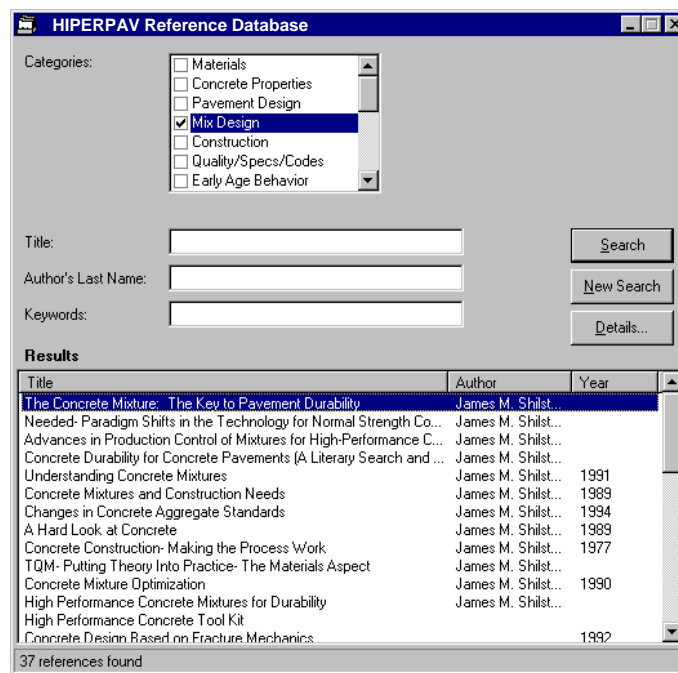 HIPERPAV Reference Database
Categories:
Materials
Concrete Properties
Pavement Design
Mix Design
Construction
Quality/Specs/Codes
Early Age Behavior
Title:
Search
Author's Last Name:
New Search
Keywords:
Details...
Results
Title Author Year
The Concrete Mixture: The Key to Pavement Durability James M. Shilst...
Needed- Paradigm Shifts in the Technology for Normal Strength Co... James M. Shilst...
Advances in Production Control of Mixtures for High-Performance C... James M. Shilst...
Concrete Durability for Concrete Pavements (A Literary Search and ... James M. Shilst...
Understanding Concrete Mixtures James M. Shilst... 1991
Concrete Mixtures and Construction Needs James M. Shilst... 1989
Changes in Concrete Aggregate Standards James M. Shilst... 1994
A Hard Look at Concrete James M. Shilst... 1989
Concrete Construction- Making the Process Work James M. Shilst... 1977
TQM- Putting Theory Into Practice- The Materials Aspect James M. Shilst...
Concrete Mixture Optimization James M. Shilst... 1990
High Performance Concrete Mixtures for Durability James M. Shilst...
High Performance Concrete Tool Kit
Concrete Design Based on Fracture Mechanics 1992
37 references found